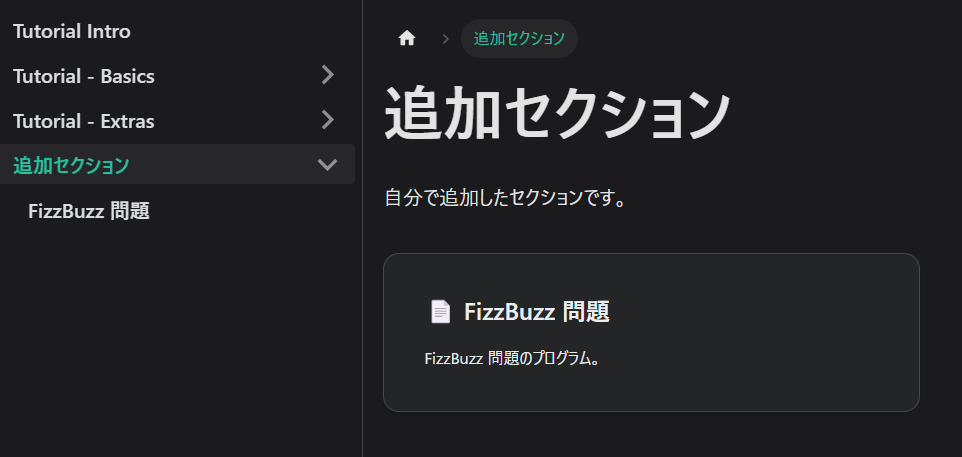 Tutorial Intro
Tutorial - Basics
Tutorial - Extras
追加セクション
FizzBuzz 問題
追加セクション
追加セクション
自分で追加したセクションです。
FizzBuzz 問題
FizzBuzz 問題のプログラム。